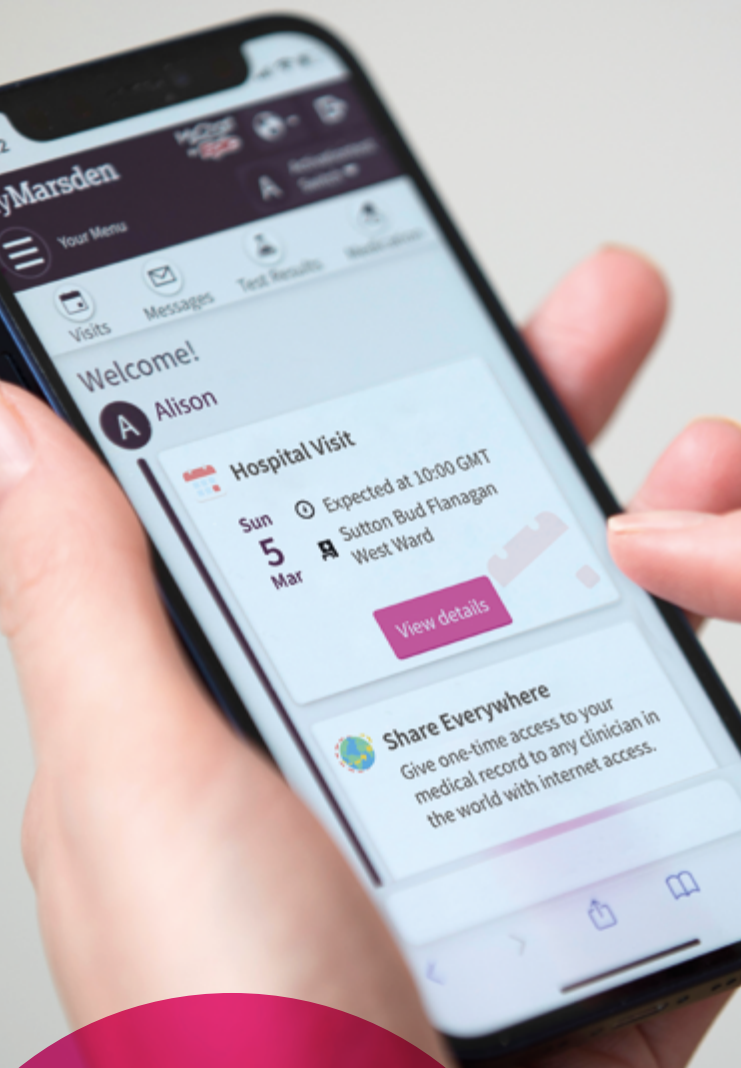 2
yMarsden
MyChart
Your Menu
A
Visits
Messages
Test Results
Welcome!
A Alison
Hospital Visit
Sun
5
Mar
Expected at 10:00 GMT
Sutton Bud Flanagan
West Ward
View details
Share Everywhere
Give one-time access to your
medical record to any clinician in
the world with internet access.